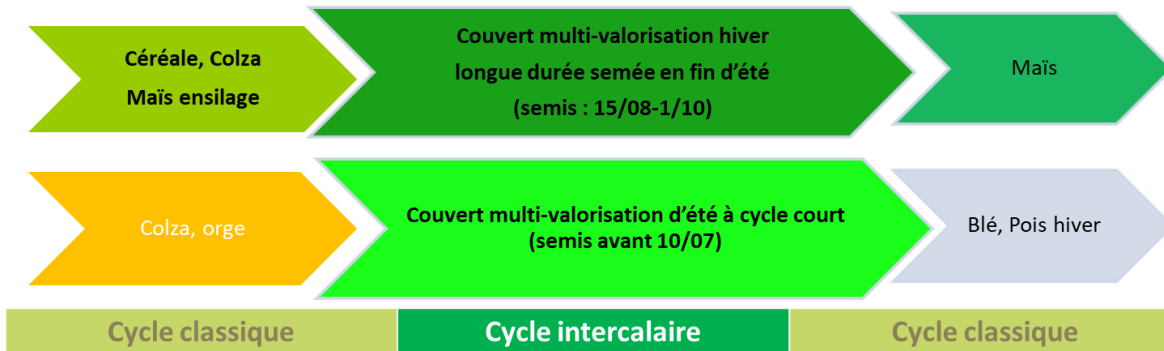 Céréale, Colza
Maïs ensilage
Couvert multi-valorisation hiver
longue durée semée en fin d'été
(semis : 15/08-1/10)
Maïs
Colza, orge
Couvert multi-valorisation d'été à cycle court
(semis avant 10/07)
Blé, Pois hiver
Cycle classique
Cycle intercalaire
Cycle classique